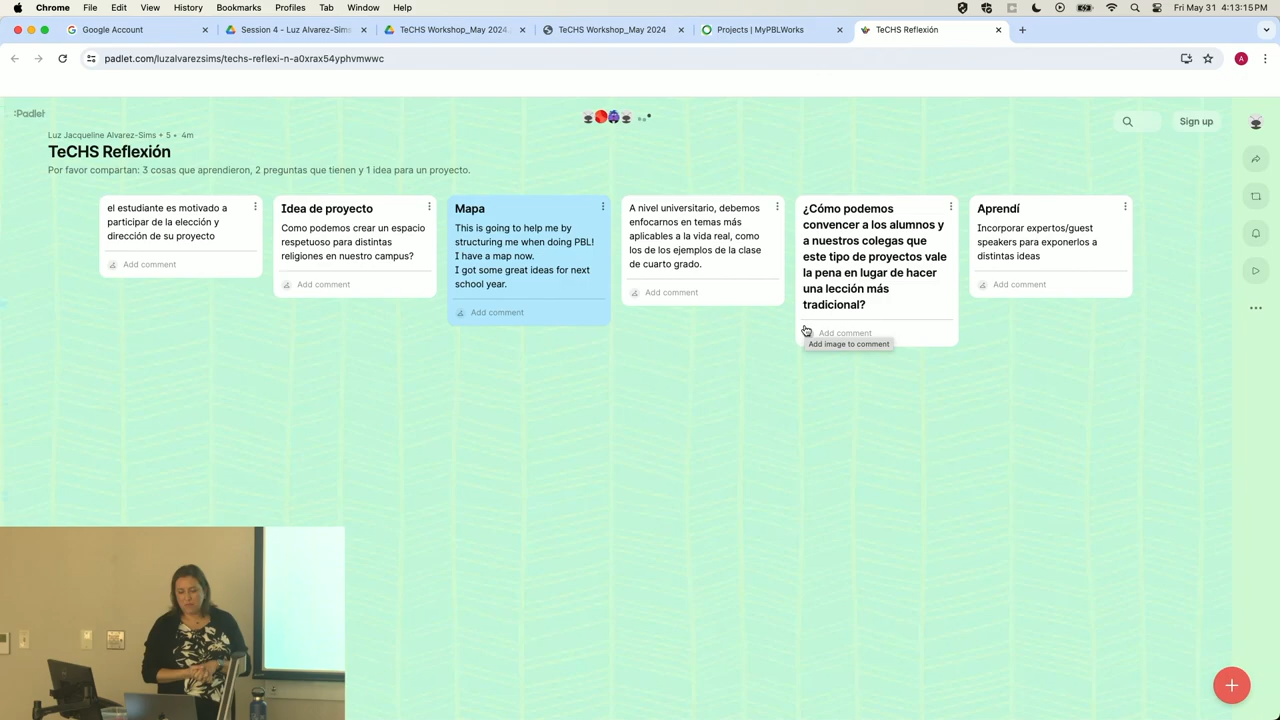 Chrome File Edit View History Bookmarks Profiles Tab Window Help
Fri May 31 4:13:15 PM
Google Account
Session 4 - Luz Alvarez-Sims
TeCHS Workshop_May 2024
TeCHS Workshop_May 2024
Projects | MyPBLWorks
TeCHS Reflexión
padlet.com/luzalvarezsims/techs-reflexi-n-a0xrax54yphvmwwc
A
:Padlet
Sign up
Luz Jacqueline Alvarez-Sims + 5 • 4m
TeCHS Reflexión
Por favor compartan: 3 cosas que aprendieron, 2 preguntas que tienen y 1 idea para un proyecto.
el estudiante es motivado a
participar de la elección y
dirección de su proyecto
Add comment
Idea de proyecto
Como podemos crear un espacio
respetuoso para distintas
religiones en nuestro campus?
Add comment
Mapa
This is going to help me by
structuring me when doing PBL!
I have a map now.
I got some great ideas for next
school year.
Add comment
A nivel universitario, debemos
enfocarnos en temas más
aplicables a la vida real, como
los de los ejemplos de la clase
de cuarto grado.
Add comment
¿Cómo podemos
convencer a los alumnos y
a nuestros colegas que
este tipo de proyectos vale
la pena en lugar de hacer
una lección más
tradicional?
Add comment
Add image to comment
Aprendí
Incorporar expertos/guest
speakers para exponerlos a
distintas ideas
Add comment